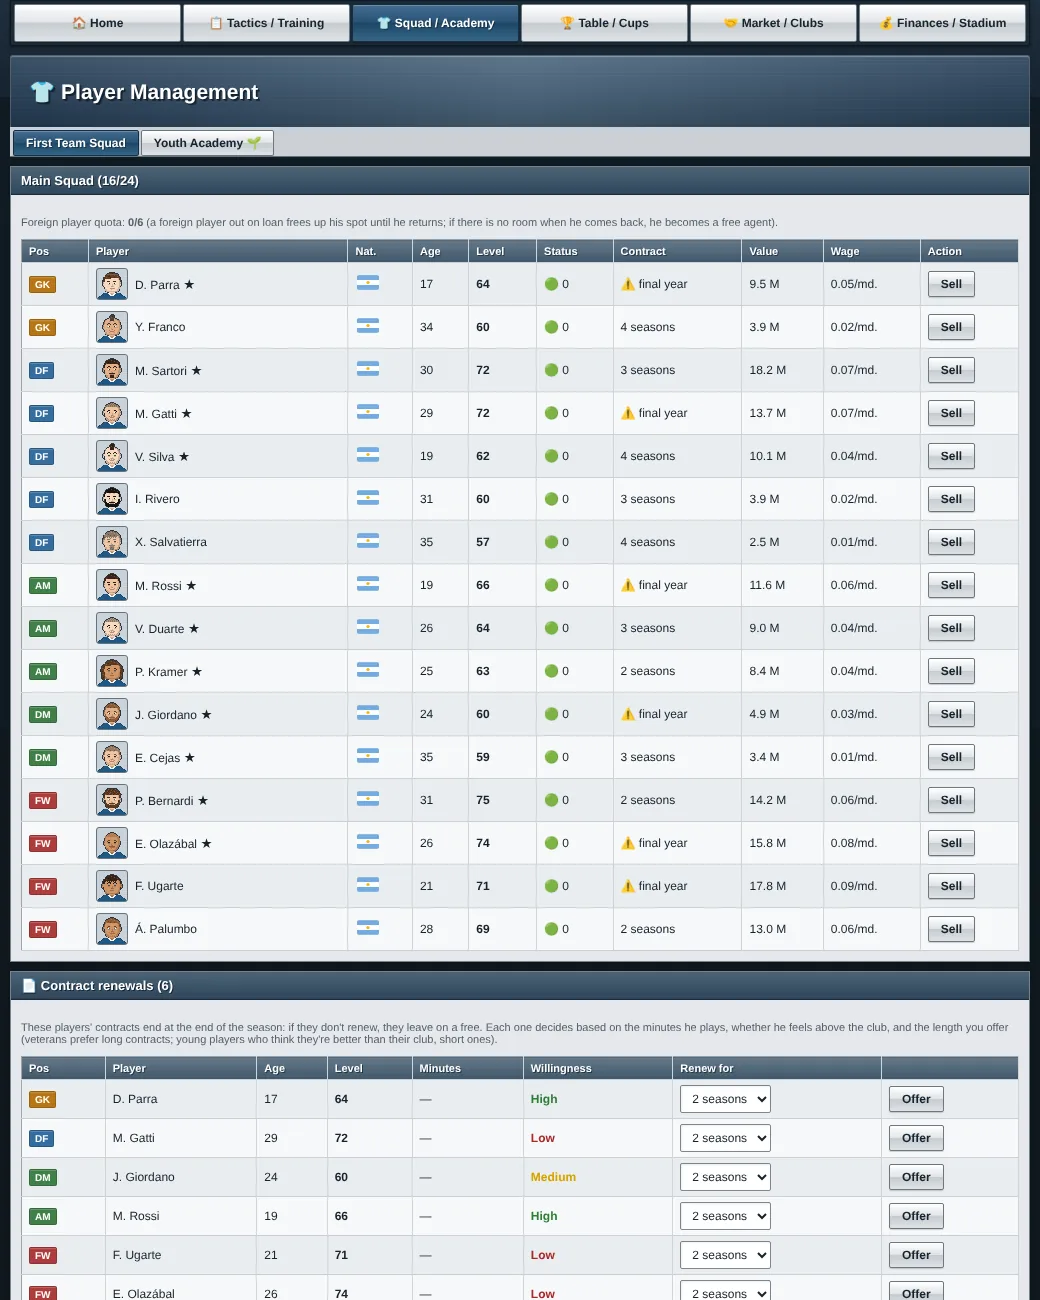 🏠 Home 📋 Tactics / Training 👕 Squad / Academy 🏆 Table / Cups 🤝 Market / Clubs 💰 Finances / Stadium
👕 Player Management
First Team Squad Youth Academy 🌱
Main Squad (16/24)
Foreign player quota: 0/6 (a foreign player out on loan frees up his spot until he returns; if there is no room when he comes back, he becomes a free agent).
Pos Player Nat. Age Level Status Contract Value Wage Action
GK D. Parra ★ 17 64 0 ⚠️ final year 9.5 M 0.05/md. Sell
GK Y. Franco 34 60 0 4 seasons 3.9 M 0.02/md. Sell
DF M. Sartori ★ 30 72 0 3 seasons 18.2 M 0.07/md. Sell
DF M. Gatti ★ 29 72 0 ⚠️ final year 13.7 M 0.07/md. Sell
DF V. Silva ★ 19 62 0 4 seasons 10.1 M 0.04/md. Sell
DF I. Rivero 31 60 0 3 seasons 3.9 M 0.02/md. Sell
DF X. Salvatierra 35 57 0 4 seasons 2.5 M 0.01/md. Sell
AM M. Rossi ★ 19 66 0 ⚠️ final year 11.6 M 0.06/md. Sell
AM V. Duarte ★ 26 64 0 3 seasons 9.0 M 0.04/md. Sell
AM P. Kramer ★ 25 63 0 2 seasons 8.4 M 0.04/md. Sell
DM J. Giordano ★ 24 60 0 ⚠️ final year 4.9 M 0.03/md. Sell
DM E. Cejas ★ 35 59 0 3 seasons 3.4 M 0.01/md. Sell
FW P. Bernardi ★ 31 75 0 2 seasons 14.2 M 0.06/md. Sell
FW E. Olazábal ★ 26 74 0 ⚠️ final year 15.8 M 0.08/md. Sell
FW F. Ugarte 21 71 0 ⚠️ final year 17.8 M 0.09/md. Sell
FW Á. Palumbo 28 69 0 2 seasons 13.0 M 0.06/md. Sell
📄 Contract renewals (6)
These players' contracts end at the end of the season: if they don't renew, they leave on a free. Each one decides based on the minutes he plays, whether he feels above the club, and the length you offer
(veterans prefer long contracts; young players who think they're better than their club, short ones).
Pos Player Age Level Minutes Willingness Renew for
GK D. Parra 17 64 — High 2 seasons Offer
DF M. Gatti 29 72 — Low 2 seasons Offer
DM J. Giordano 24 60 — Medium 2 seasons Offer
AM M. Rossi 19 66 — High 2 seasons Offer
FW F. Ugarte 21 71 — Low 2 seasons Offer
FW E. Olazábal 26 74 — Low 2 seasons Offer